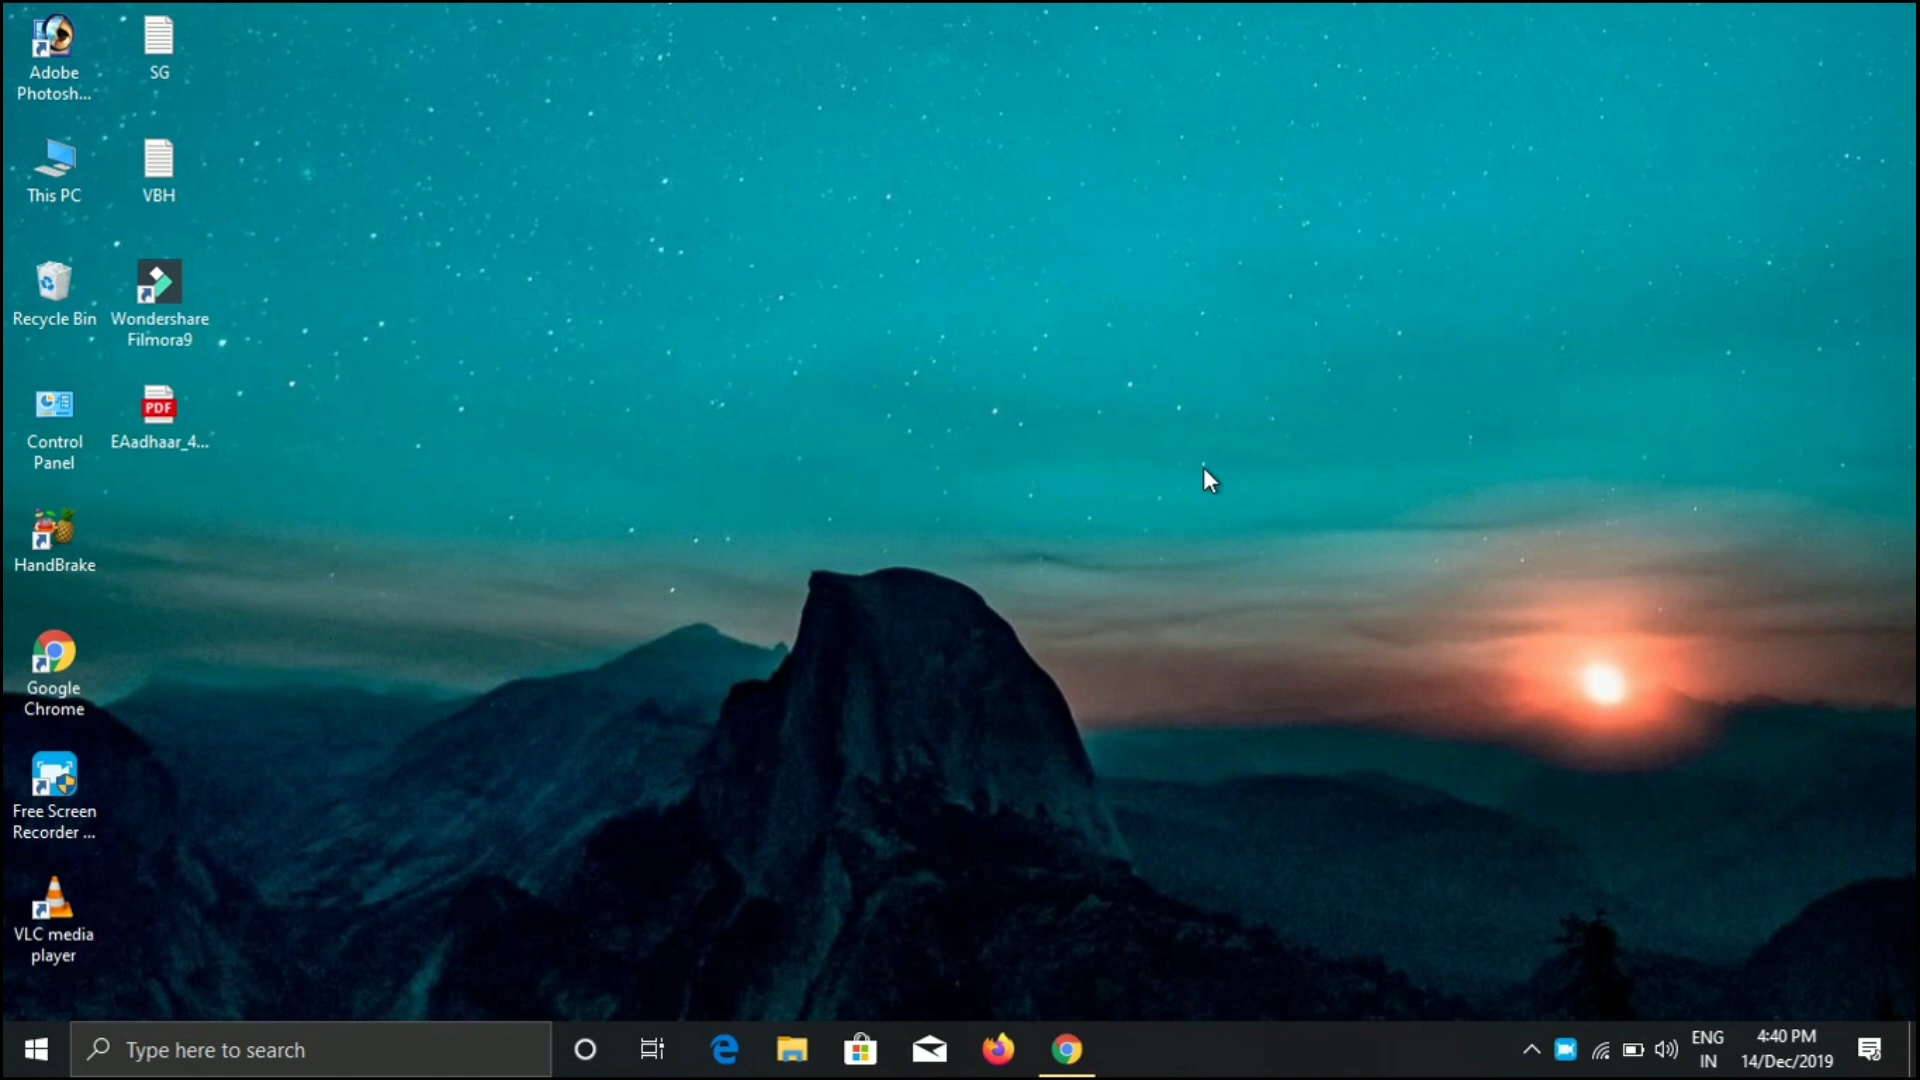 Adobe
Photosh...
SG
This PC
VBH
Recycle Bin
Wondershare
Filmora9
Control
Panel
PDF
EAadhaar_4...
HandBrake
Google
Chrome
Free Screen
Recorder ...
VLC media
player
Type here to search
ENG
IN
4:40 PM
14/Dec/2019